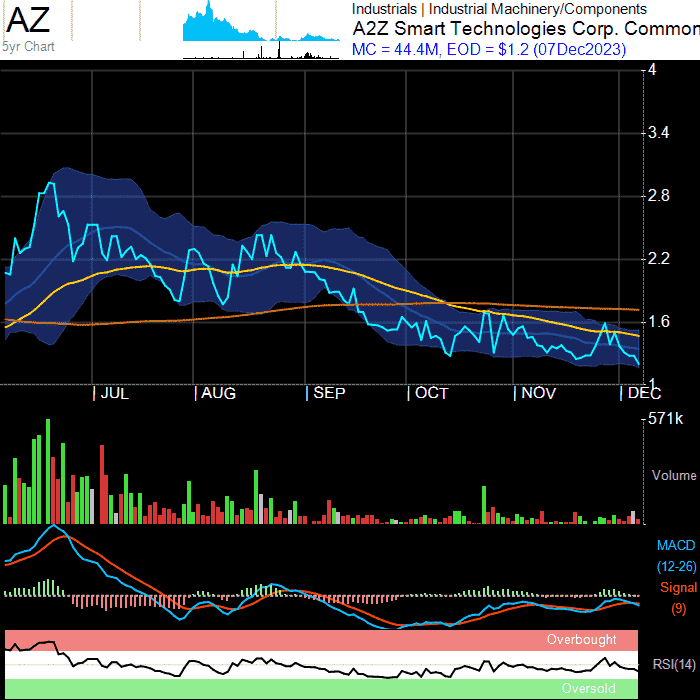 AZ
5yr Chart
Industrials | Industrial Machinery/Components
A2Z Smart Technologies Corp. Common
MC = 44.4M, EOD = $1.2 (07Dec2023)
4
3.4
2.8
2.2
1.6
1
| JUL | AUG | SEP | OCT | NOV | DEC
571k
Volume
MACD
(12-26)
Signal
(9)
Overbought
RSI(14)
Oversold